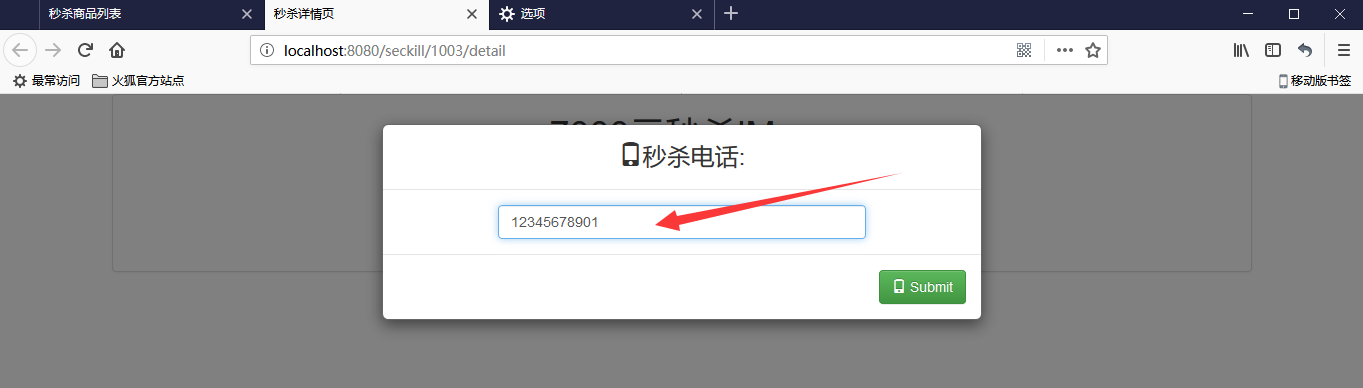 秒杀商品列表
秒杀详情页
选项
localhost:8080/seckill/1003/detail
最常访问
火狐官方站点
移动版书签
秒杀电话:
12345678901
Submit